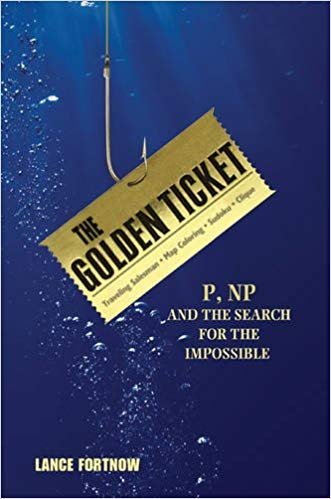 THE
GOLDEN TICKET
Traveling Salesman • Map Coloring • Sudoku • Clique
P, NP
AND THE SEARCH
FOR THE
IMPOSSIBLE
LANCE FORTNOW